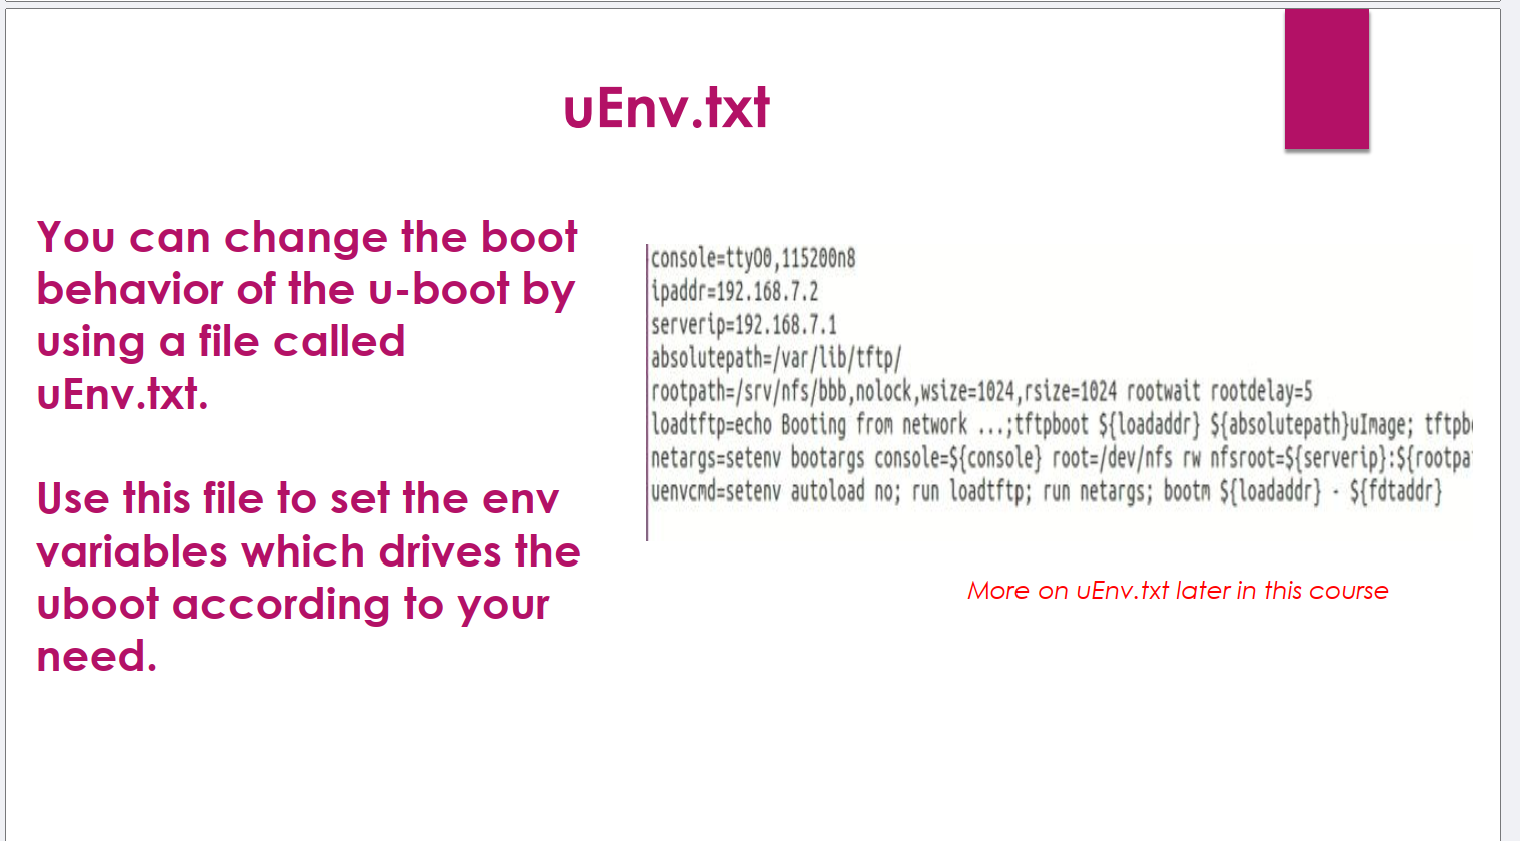 uEnv.txt
You can change the boot
behavior of the u-boot by
using a file called
uEnv.txt.
Use this file to set the env
variables which drives the
uboot according to your
need.
console=ttyO0,115200n8
ipaddr=192.168.7.2
serverip=192.168.7.1
absolutepath=/var/lib/tftp/
rootpath=/srv/nfs/bbb,nolock,wsize=1024,rsize=1024 rootwait rootdelay=5
loadtftp=echo Booting from network ...;tftpboot ${loadaddr} ${absolutepath}uImage;
netargs=setenv bootargs console=${console} root=/dev/nfs rw nfsroot=${serverip}:${rootpa
uenvcmd=setenv autoload no; run loadtftp; run netargs; bootm ${loadaddr} - ${fdtaddr}
More on uEnv.txt later in this course